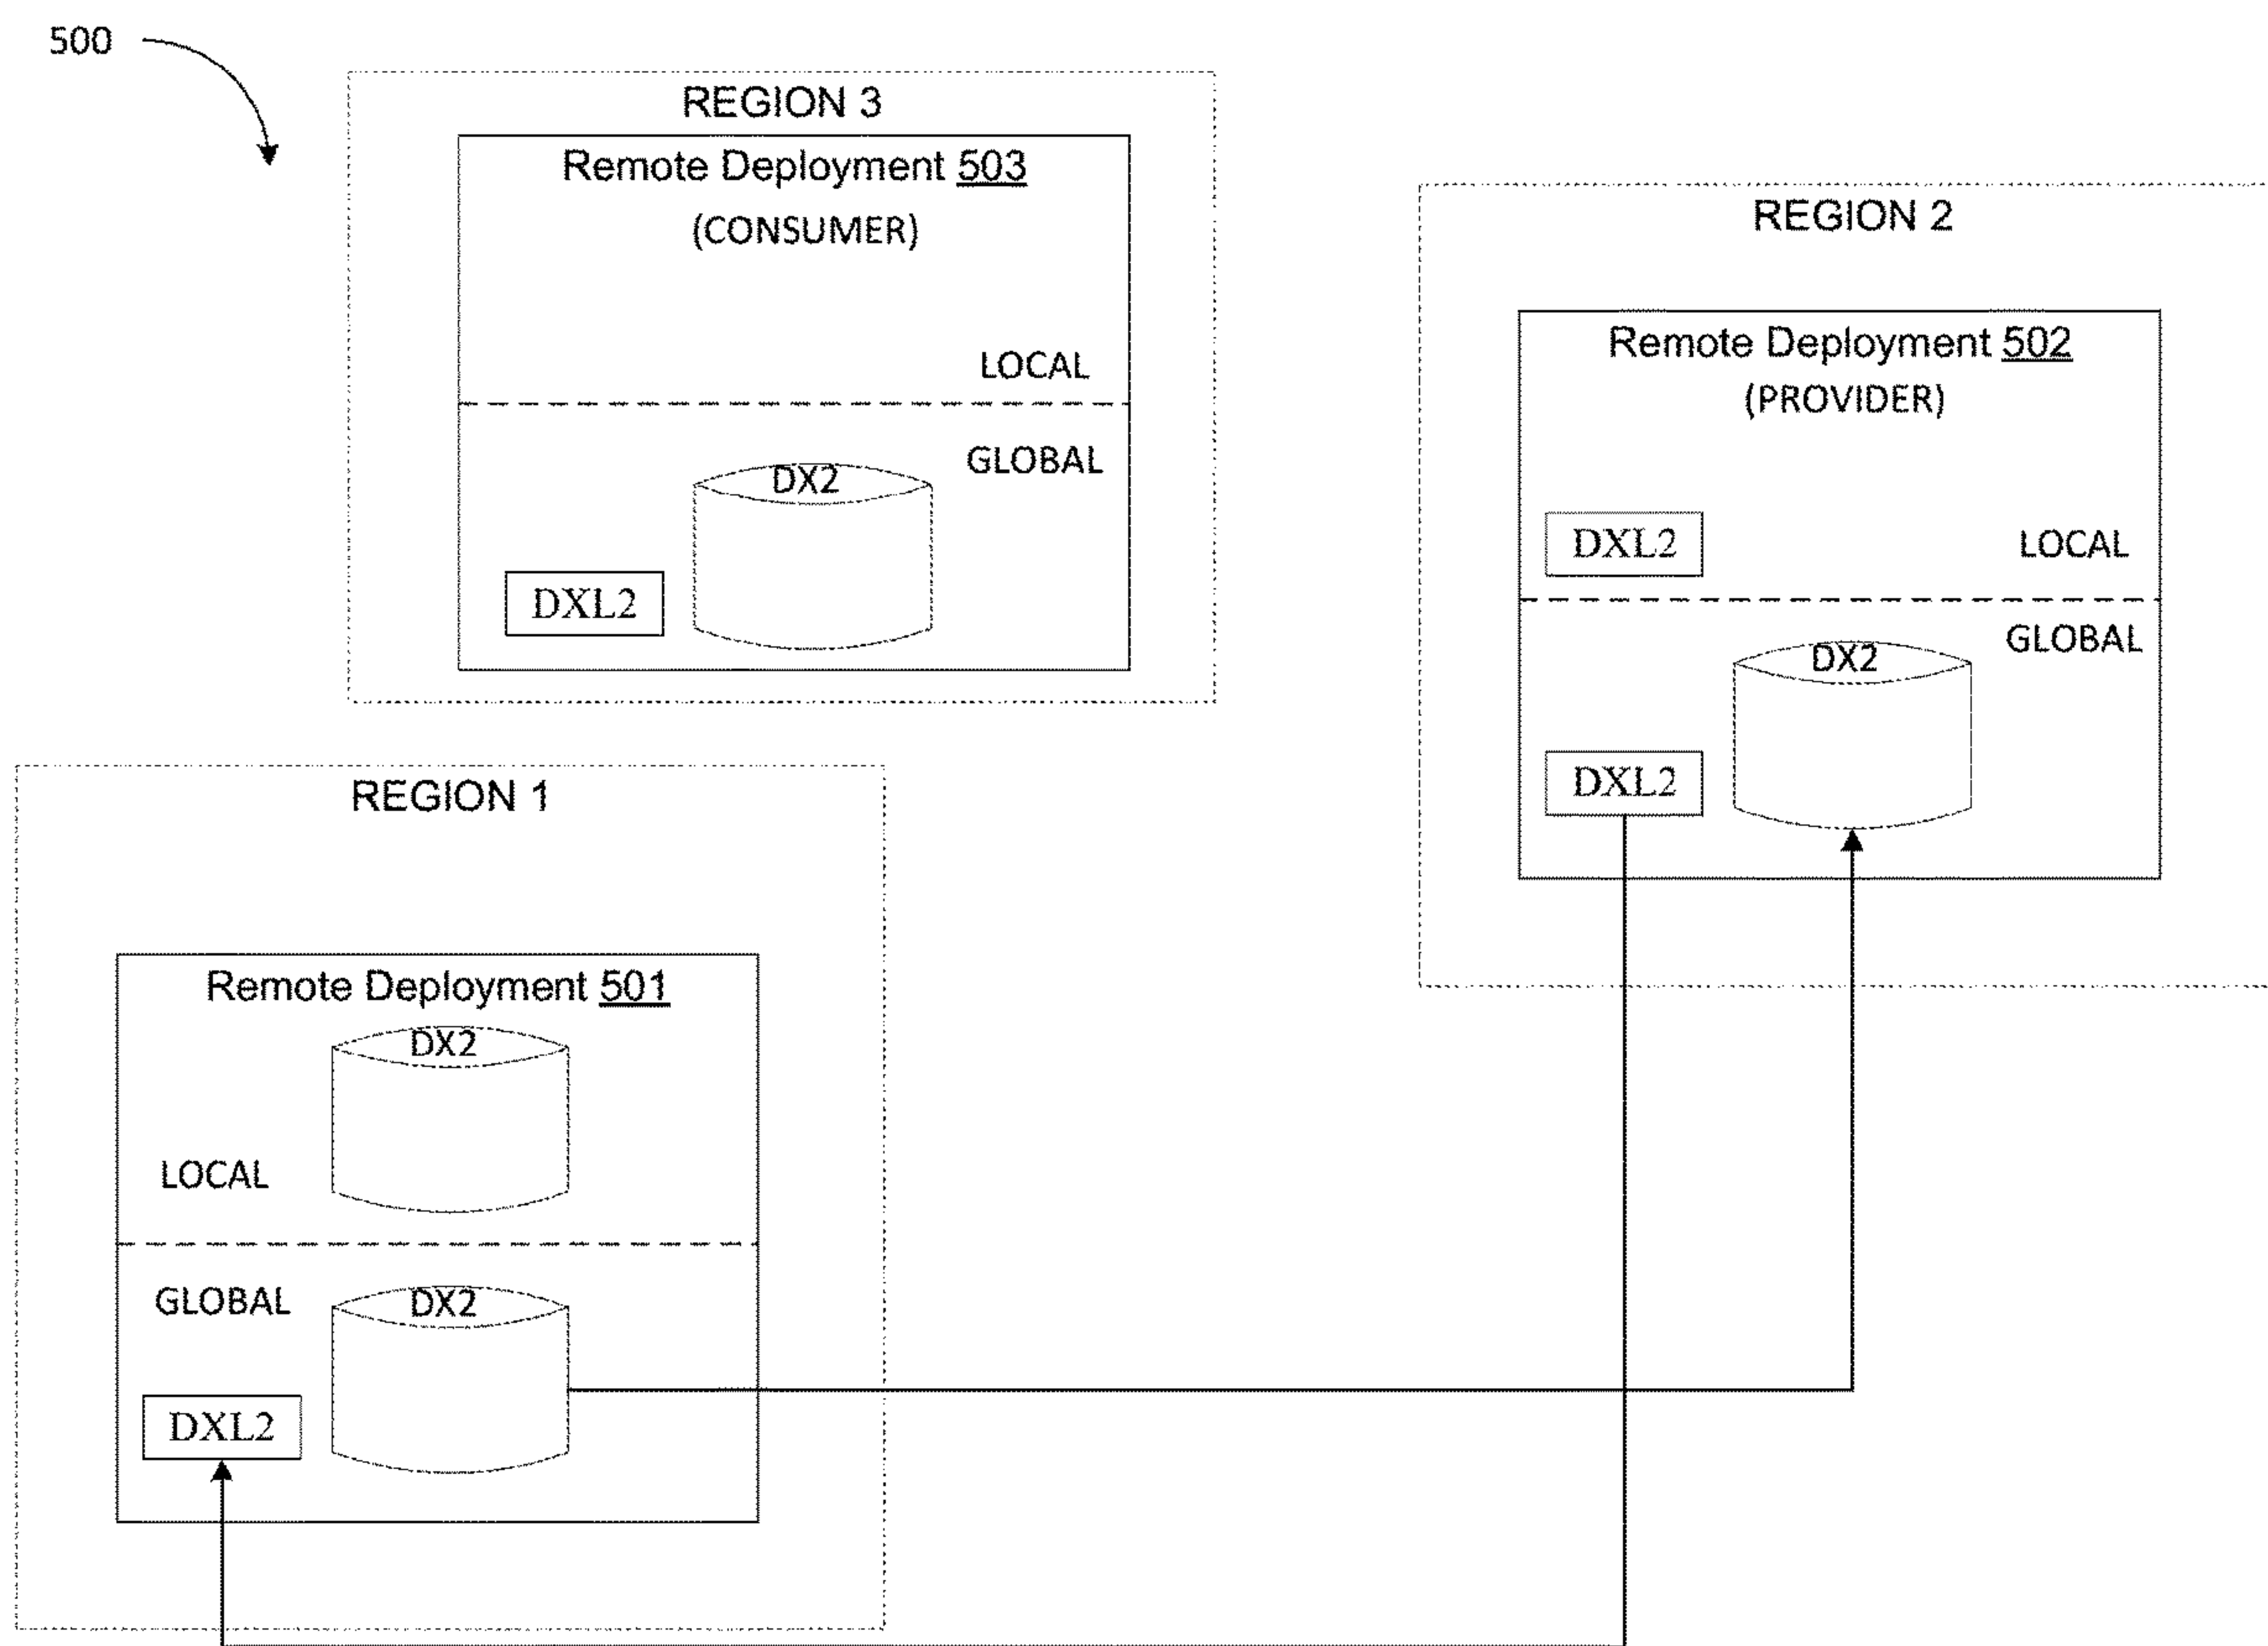 500
REGION 3
Remote Deployment 503
(CONSUMER)
LOCAL
GLOBAL
DX2
DXL2
REGION 2
Remote Deployment 502
(PROVIDER)
DXL2
LOCAL
GLOBAL
DX2
DXL2
REGION 1
Remote Deployment 501
DX2
LOCAL
GLOBAL
DX2
DXL2